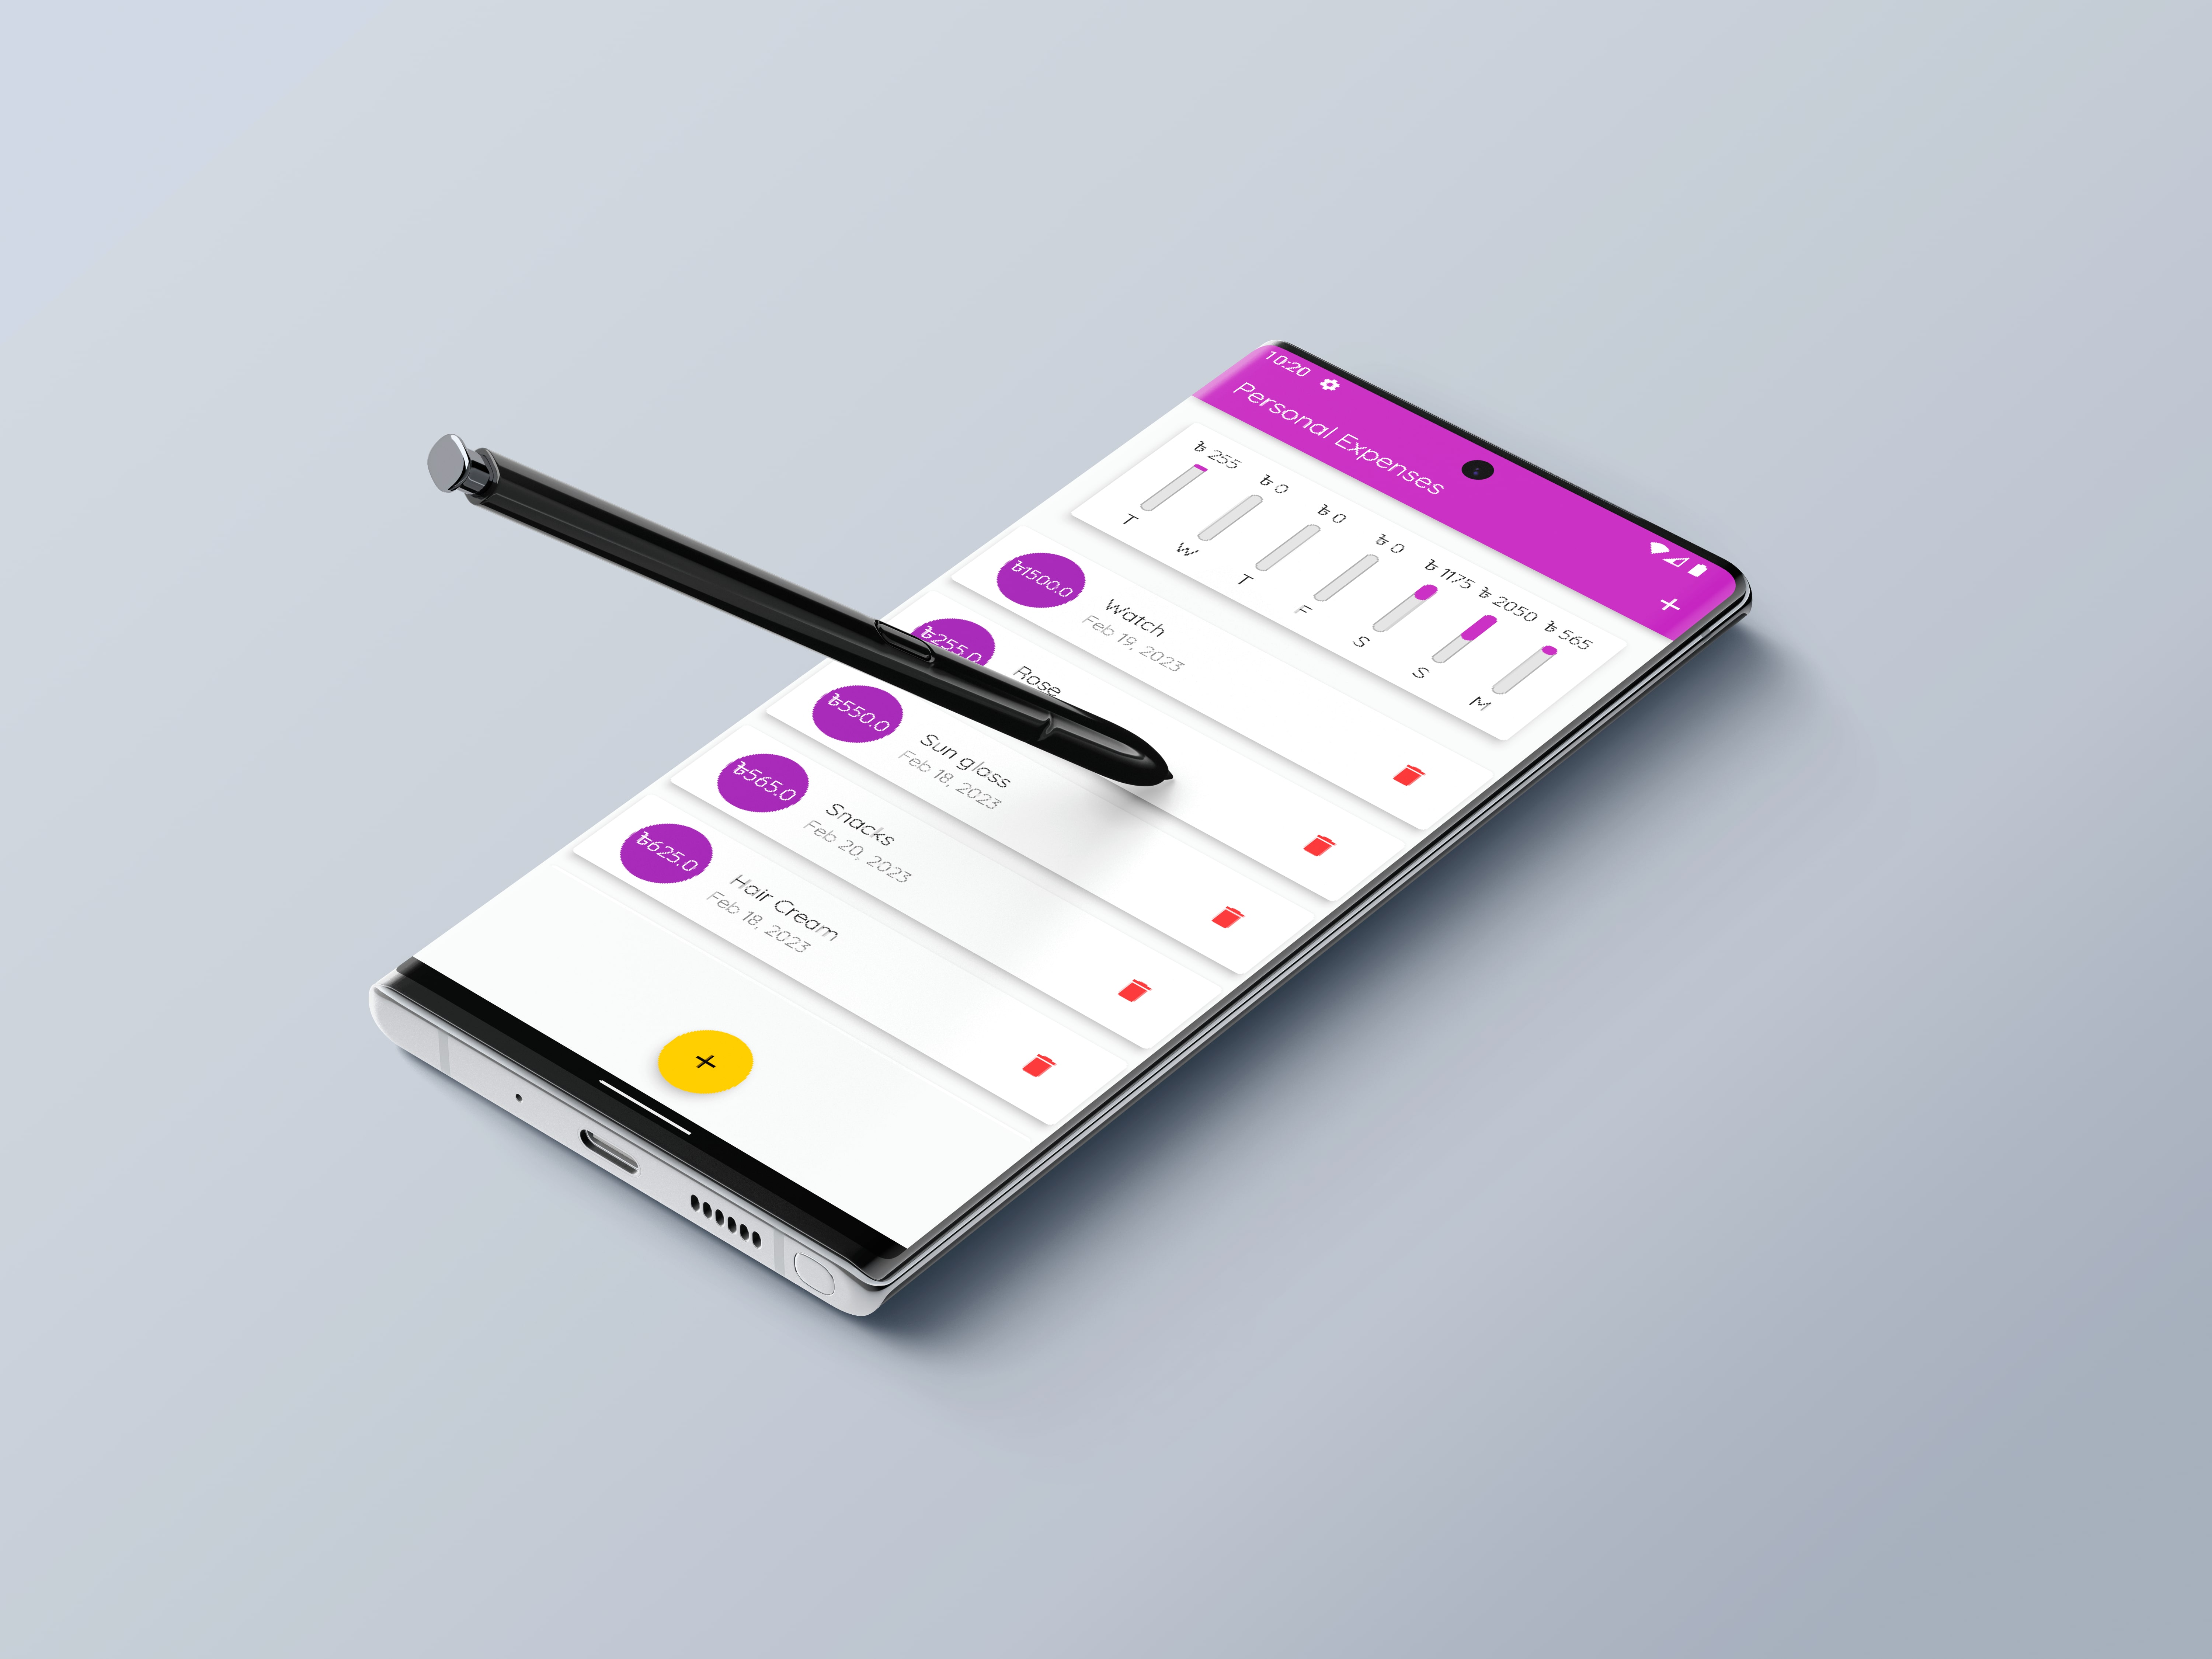 10:20
Personal Expenses
৳ 255 ৳ 0 ৳ 0 ৳ 0 ৳ 1175 ৳ 2050 ৳ 565
T W T F S S M
৳1500.0
Watch
Feb 19, 2023
৳255.0
Rose
৳550.0
Sun glass
Feb 18, 2023
৳565.0
Snacks
Feb 20, 2023
৳625.0
Hair Cream
Feb 18, 2023